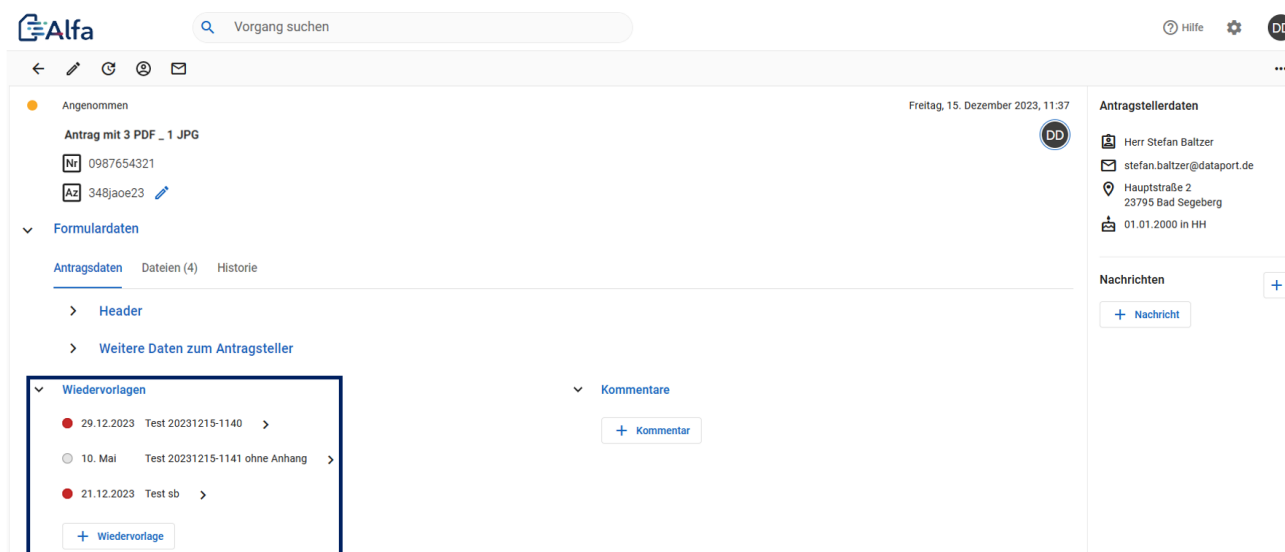 Alfa
Vorgang suchen
Hilfe
DD
Angenommen
Freitag, 15. Dezember 2023, 11:37
Antrag mit 3 PDF _ 1 JPG
DD
Nr 0987654321
Az 348jaoe23
Formulardaten
Antragsdaten Dateien (4) Historie
Header
Weitere Daten zum Antragsteller
Wiedervorlagen
29.12.2023 Test 20231215-1140
10. Mai Test 20231215-1141 ohne Anhang
21.12.2023 Test sb
+ Wiedervorlage
Kommentare
+ Kommentar
Antragstellerdaten
Herr Stefan Baltzer
stefan.baltzer@dataport.de
Hauptstraße 2
23795 Bad Segeberg
01.01.2000 in HH
Nachrichten
+
+ Nachricht